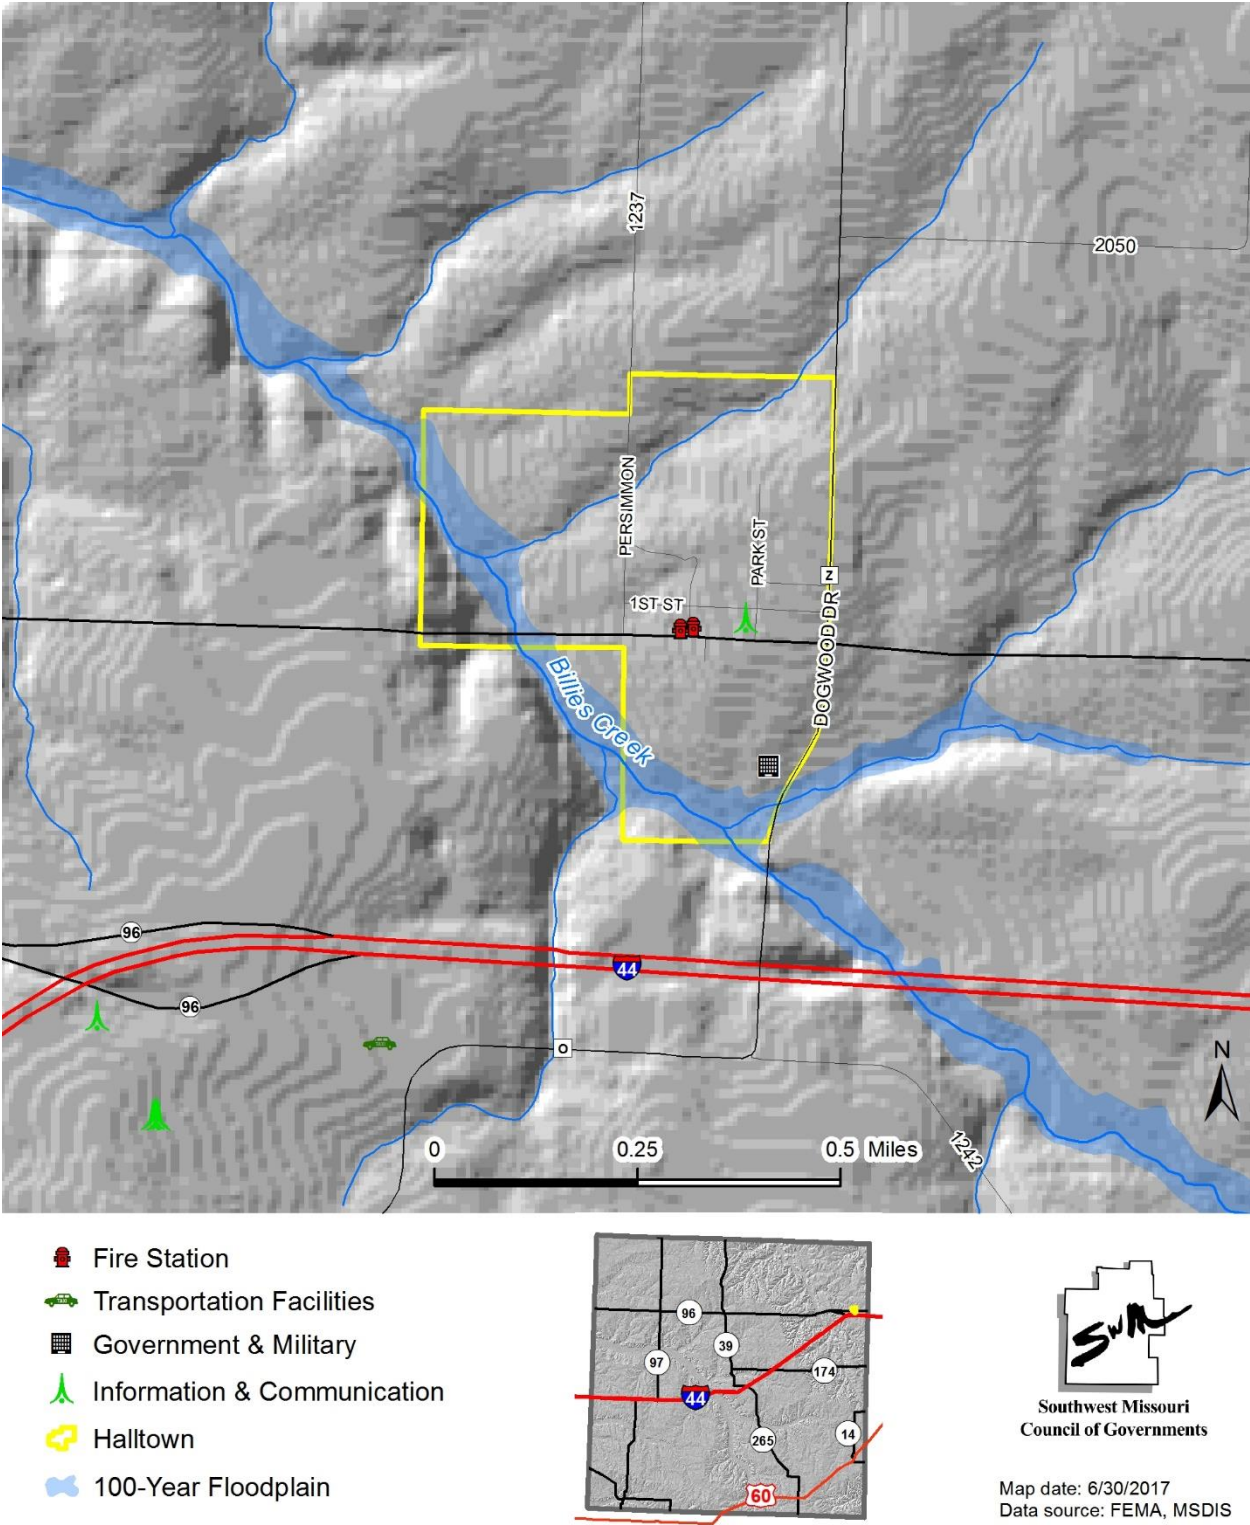 1237
2050
PERSIMMON
PARK ST
Z
1ST ST
DOGWOOD DR
Billies Creek
96
44
96
O
N
1242
0 0.25 0.5 Miles
Fire Station
Transportation Facilities
Government & Military
Information & Communication
Halltown
100-Year Floodplain
96
39
97
174
44
265
14
60
SWM
Southwest Missouri
Council of Governments
Map date: 6/30/2017
Data source: FEMA, MSDIS